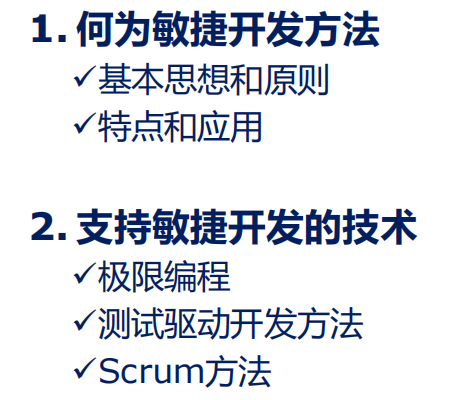 1. 何为敏捷开发方法
✓基本思想和原则
✓特点和应用
2. 支持敏捷开发的技术
✓极限编程
✓测试驱动开发方法
✓Scrum方法